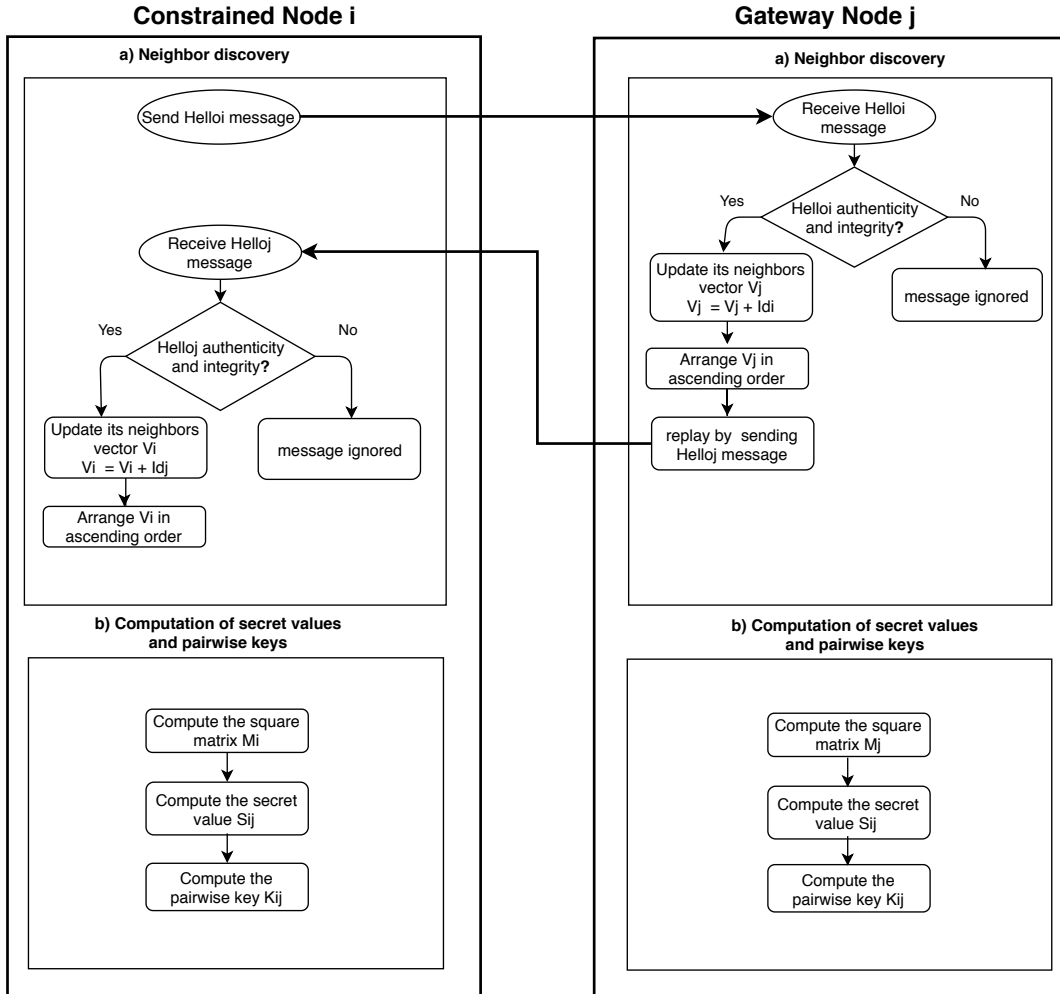 Constrained Node i
a) Neighbor discovery
Send Helloi message
Receive Helloj
message
Yes
No
Helloj authenticity
and integrity?
Update its neighbors
vector Vi
Vi = Vi + Idj
message ignored
Arrange Vi in
ascending order
b) Computation of secret values
and pairwise keys
Compute the square
matrix Mi
Compute the secret
value Sij
Compute the
pairwise key Kij
Gateway Node j
a) Neighbor discovery
Receive Helloi
message
Yes
No
Helloi authenticity
and integrity?
Update its neighbors
vector Vj
Vj = Vj + Idi
message ignored
Arrange Vj in
ascending order
replay by sending
Helloj message
b) Computation of secret values
and pairwise keys
Compute the square
matrix Mj
Compute the secret
value Sij
Compute the
pairwise key Kij